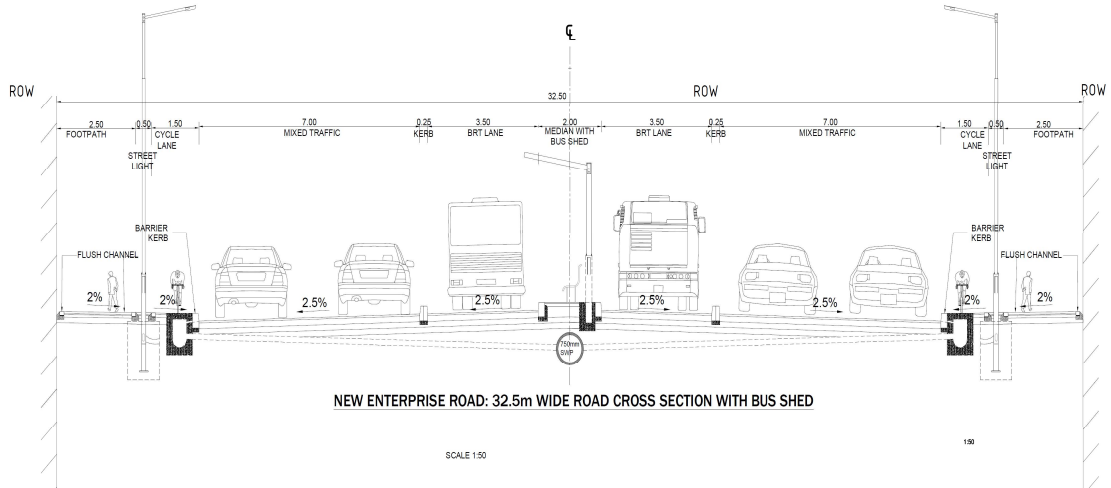 ℄
ROW
ROW
ROW
32.50
2.50
0.50
1.50
7.00
0.25
3.50
2.00
3.50
0.25
7.00
1.50
0.50
2.50
FOOTPATH
CYCLE
LANE
MIXED TRAFFIC
KERB
BRT LANE
MEDIAN WITH
BUS SHED
BRT LANE
KERB
MIXED TRAFFIC
CYCLE
LANE
FOOTPATH
STREET
LIGHT
STREET
LIGHT
BARRIER
KERB
BARRIER
KERB
FLUSH CHANNEL
FLUSH CHANNEL
2%
2%
2.5%
2.5%
2.5%
2.5%
2%
2%
750mm
SWP
NEW ENTERPRISE ROAD: 32.5m WIDE ROAD CROSS SECTION WITH BUS SHED
SCALE 1:50
1:50